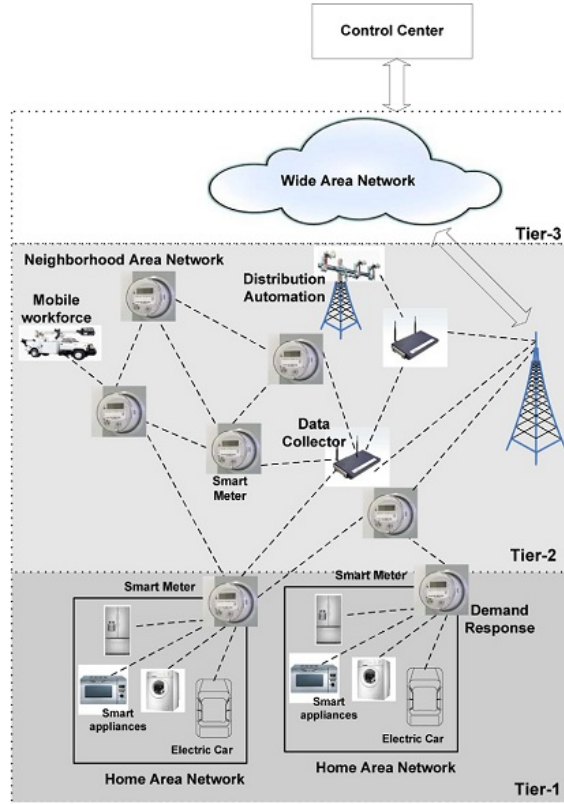 Control Center
Wide Area Network
Tier-3
Neighborhood Area Network
Mobile
workforce
Distribution
Automation
Data
Collector
Smart
Meter
Tier-2
Smart Meter
Smart Meter
Demand
Response
Smart
appliances
Electric Car
Smart
appliances
Electric Car
Home Area Network
Home Area Network
Tier-1